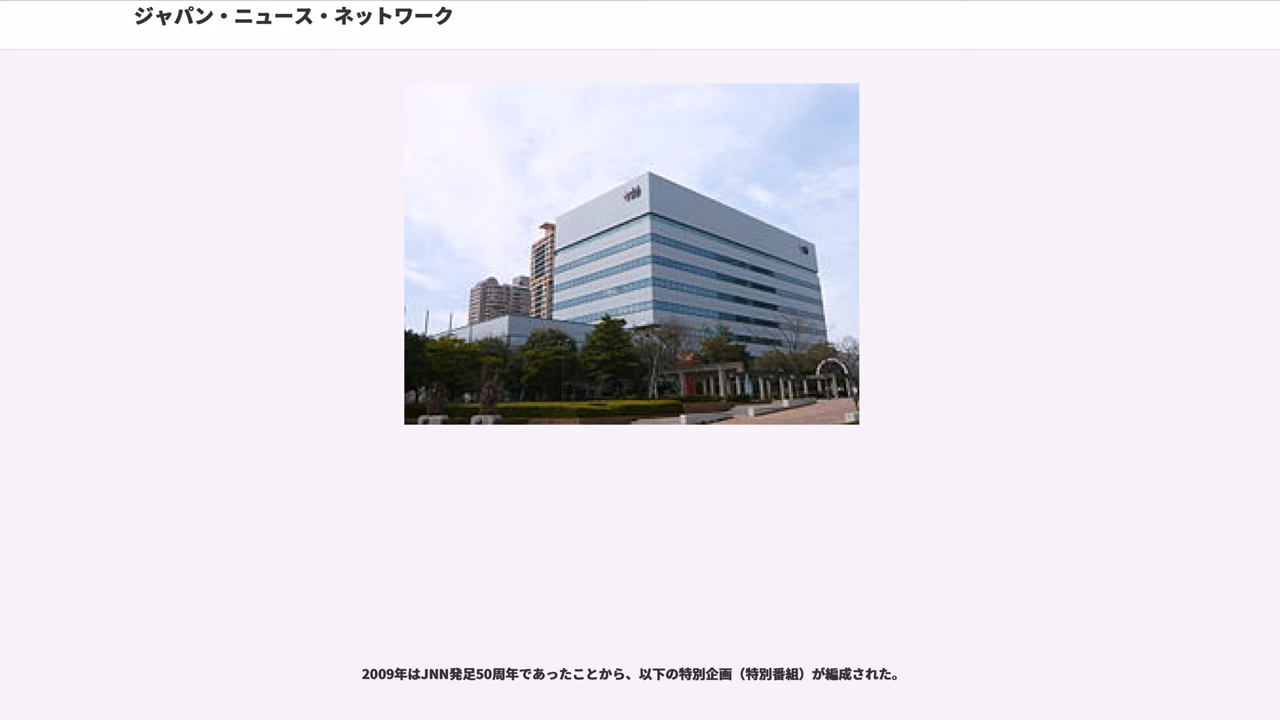 ジャパン・ニュース・ネットワーク
2009年はJNN発足50周年であったことから、以下の特別企画（特別番組）が編成された。